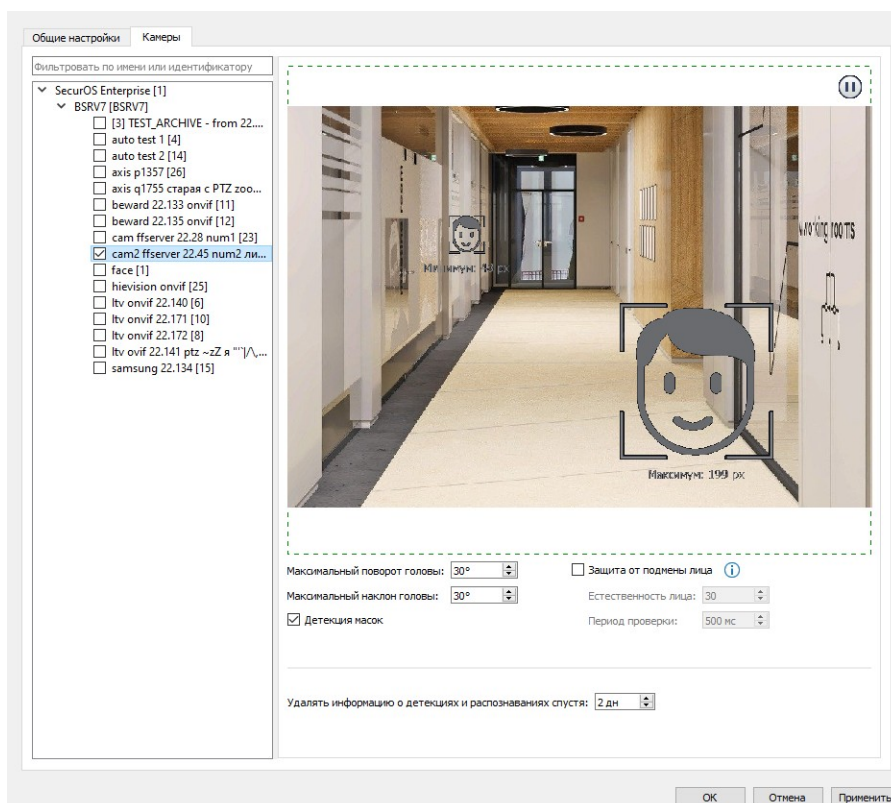 Общие настройки
Камеры
Фильтровать по имени или идентификатору
SecurOS Enterprise [1]
BSRV7 [BSRV7]
[3] TEST_ARCHIVE - from 22....
auto test 1 [4]
auto test 2 [14]
axis p1357 [26]
axis q1755 старая с PTZ zoo...
beward 22.133 onvif [11]
beward 22.135 onvif [12]
cam ffserver 22.28 num1 [23]
cam2 ffserver 22.45 num2 ли...
face [1]
hievision onvif [25]
ltv onvif 22.140 [6]
ltv onvif 22.171 [10]
ltv onvif 22.172 [8]
ltv ovif 22.141 ptz ~zZ я "'`|/\,...
samsung 22.134 [15]
working rooms
Минимум: 43 px
Максимум: 199 px
Максимальный поворот головы: 30°
Максимальный наклон головы: 30°
Детекция масок
Защита от подмены лица
Естественность лица: 30
Период проверки: 500 мс
Удалять информацию о детекциях и распознаваниях спустя: 2 дн
ОК
Отмена
Применить